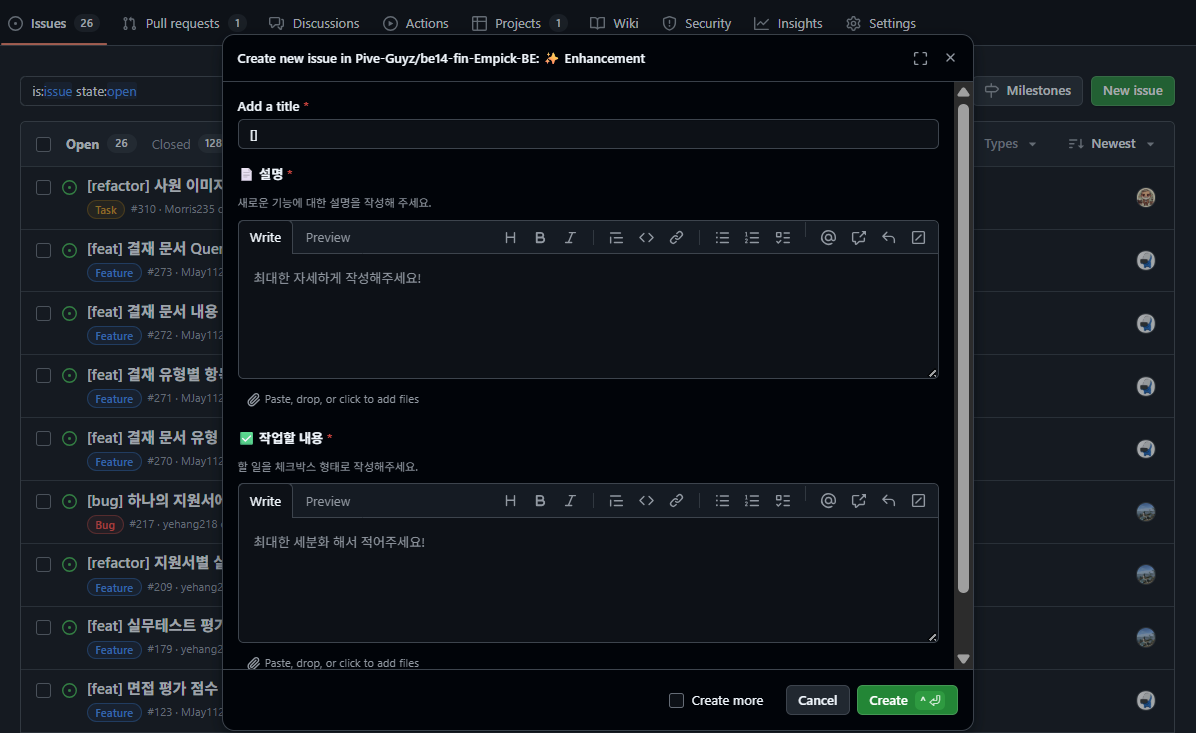 Issues 26 Pull requests 1 Discussions Actions Projects 1 Wiki Security Insights Settings
Create new issue in Pive-Guyz/be14-fin-Empick-BE: ✨ Enhancement
is:issue state:open
Milestones New issue
Add a title *
[]
Open 26 Closed 128
Types Newest
📄 설명 *
[refactor] 사원 이미지
새로운 기능에 대한 설명을 작성해 주세요.
Task #310 · Morris235
Write Preview
[feat] 결재 문서 Quer
Feature #273 · MJay112
최대한 자세하게 작성해주세요!
[feat] 결재 문서 내용
Feature #272 · MJay112
[feat] 결재 유형별 항목
Feature #271 · MJay112
Paste, drop, or click to add files
[feat] 결재 문서 유형
✅ 작업할 내용 *
Feature #270 · MJay112
할 일을 체크박스 형태로 작성해주세요.
[bug] 하나의 지원서에
Write Preview
Bug #217 · yehang218
최대한 세분화 해서 적어주세요!
[refactor] 지원서별 실
Feature #209 · yehang2
[feat] 실무테스트 평가
Feature #179 · yehang2
Paste, drop, or click to add files
[feat] 면접 평가 점수
Create more Cancel Create
Feature #123 · MJay112